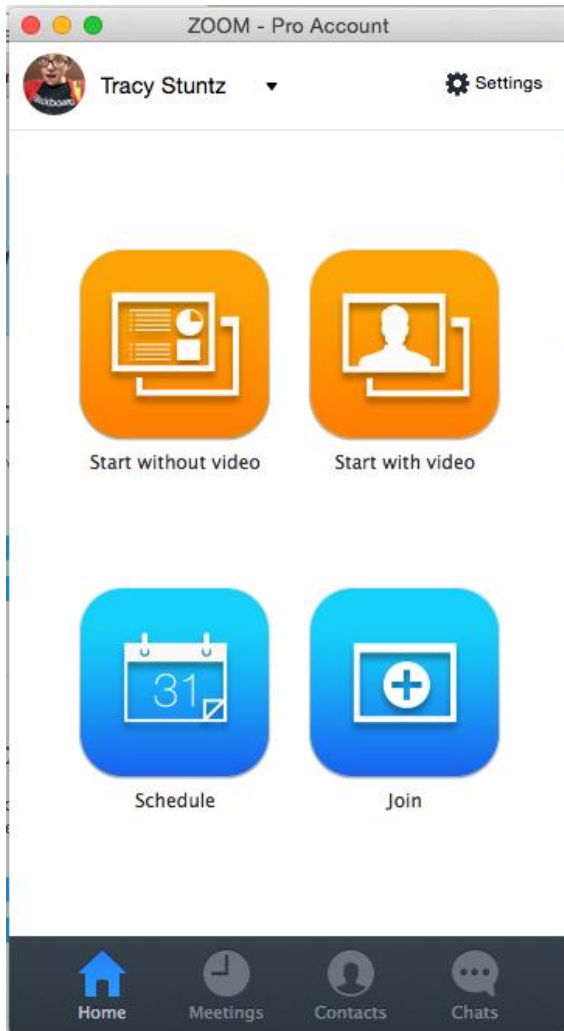 ZOOM - Pro Account
Tracy Stuntz
Settings
Start without video
Start with video
31
Schedule
Join
Home
Meetings
Contacts
Chats